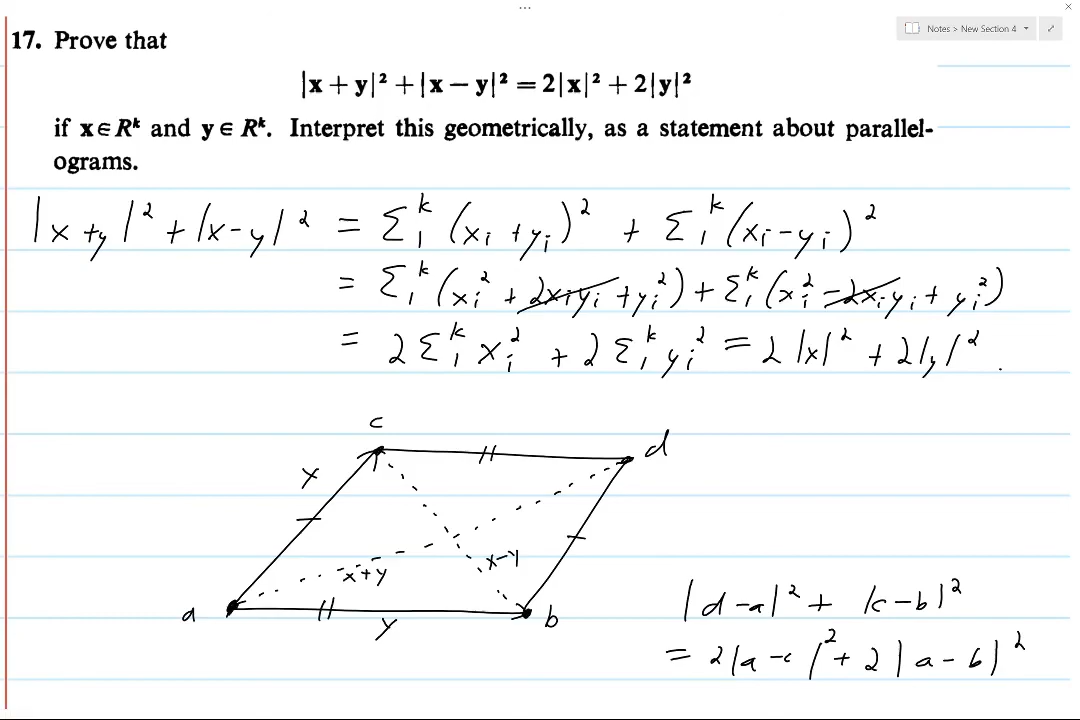 ...
Notes > New Section 4
17. Prove that
|x + y|² + |x − y|² = 2|x|² + 2|y|²
if x ∈ Rᵏ and y ∈ Rᵏ. Interpret this geometrically, as a statement about parallel-
ograms.
|x + y|² + |x − y|² = Σ₁ᵏ (xᵢ + yᵢ)² + Σ₁ᵏ (xᵢ − yᵢ)²
= Σ₁ᵏ (xᵢ² + 2xᵢyᵢ + yᵢ²) + Σ₁ᵏ (xᵢ² − 2xᵢyᵢ + yᵢ²)
= 2 Σ₁ᵏ xᵢ² + 2 Σ₁ᵏ yᵢ² = 2|x|² + 2|y|².
c
d
x
x+y
x−y
a
b
y
|d − a|² + |c − b|²
= 2|a − c|² + 2|a − b|²